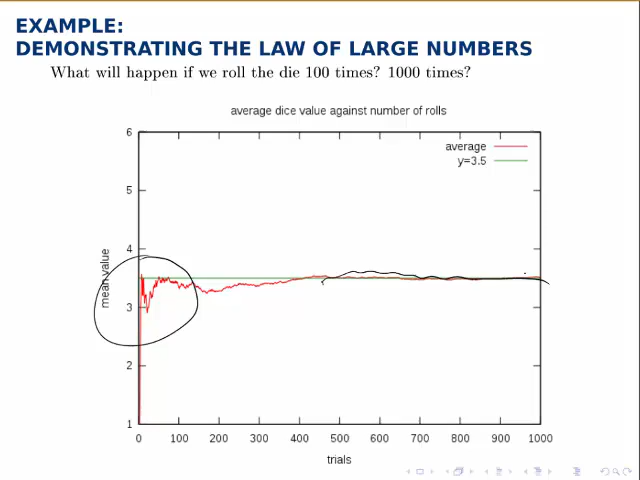 EXAMPLE:
DEMONSTRATING THE LAW OF LARGE NUMBERS
What will happen if we roll the die 100 times? 1000 times?
average dice value against number of rolls
average
y=3.5
mean value
6
5
4
3
2
1
0 100 200 300 400 500 600 700 800 900 1000
trials